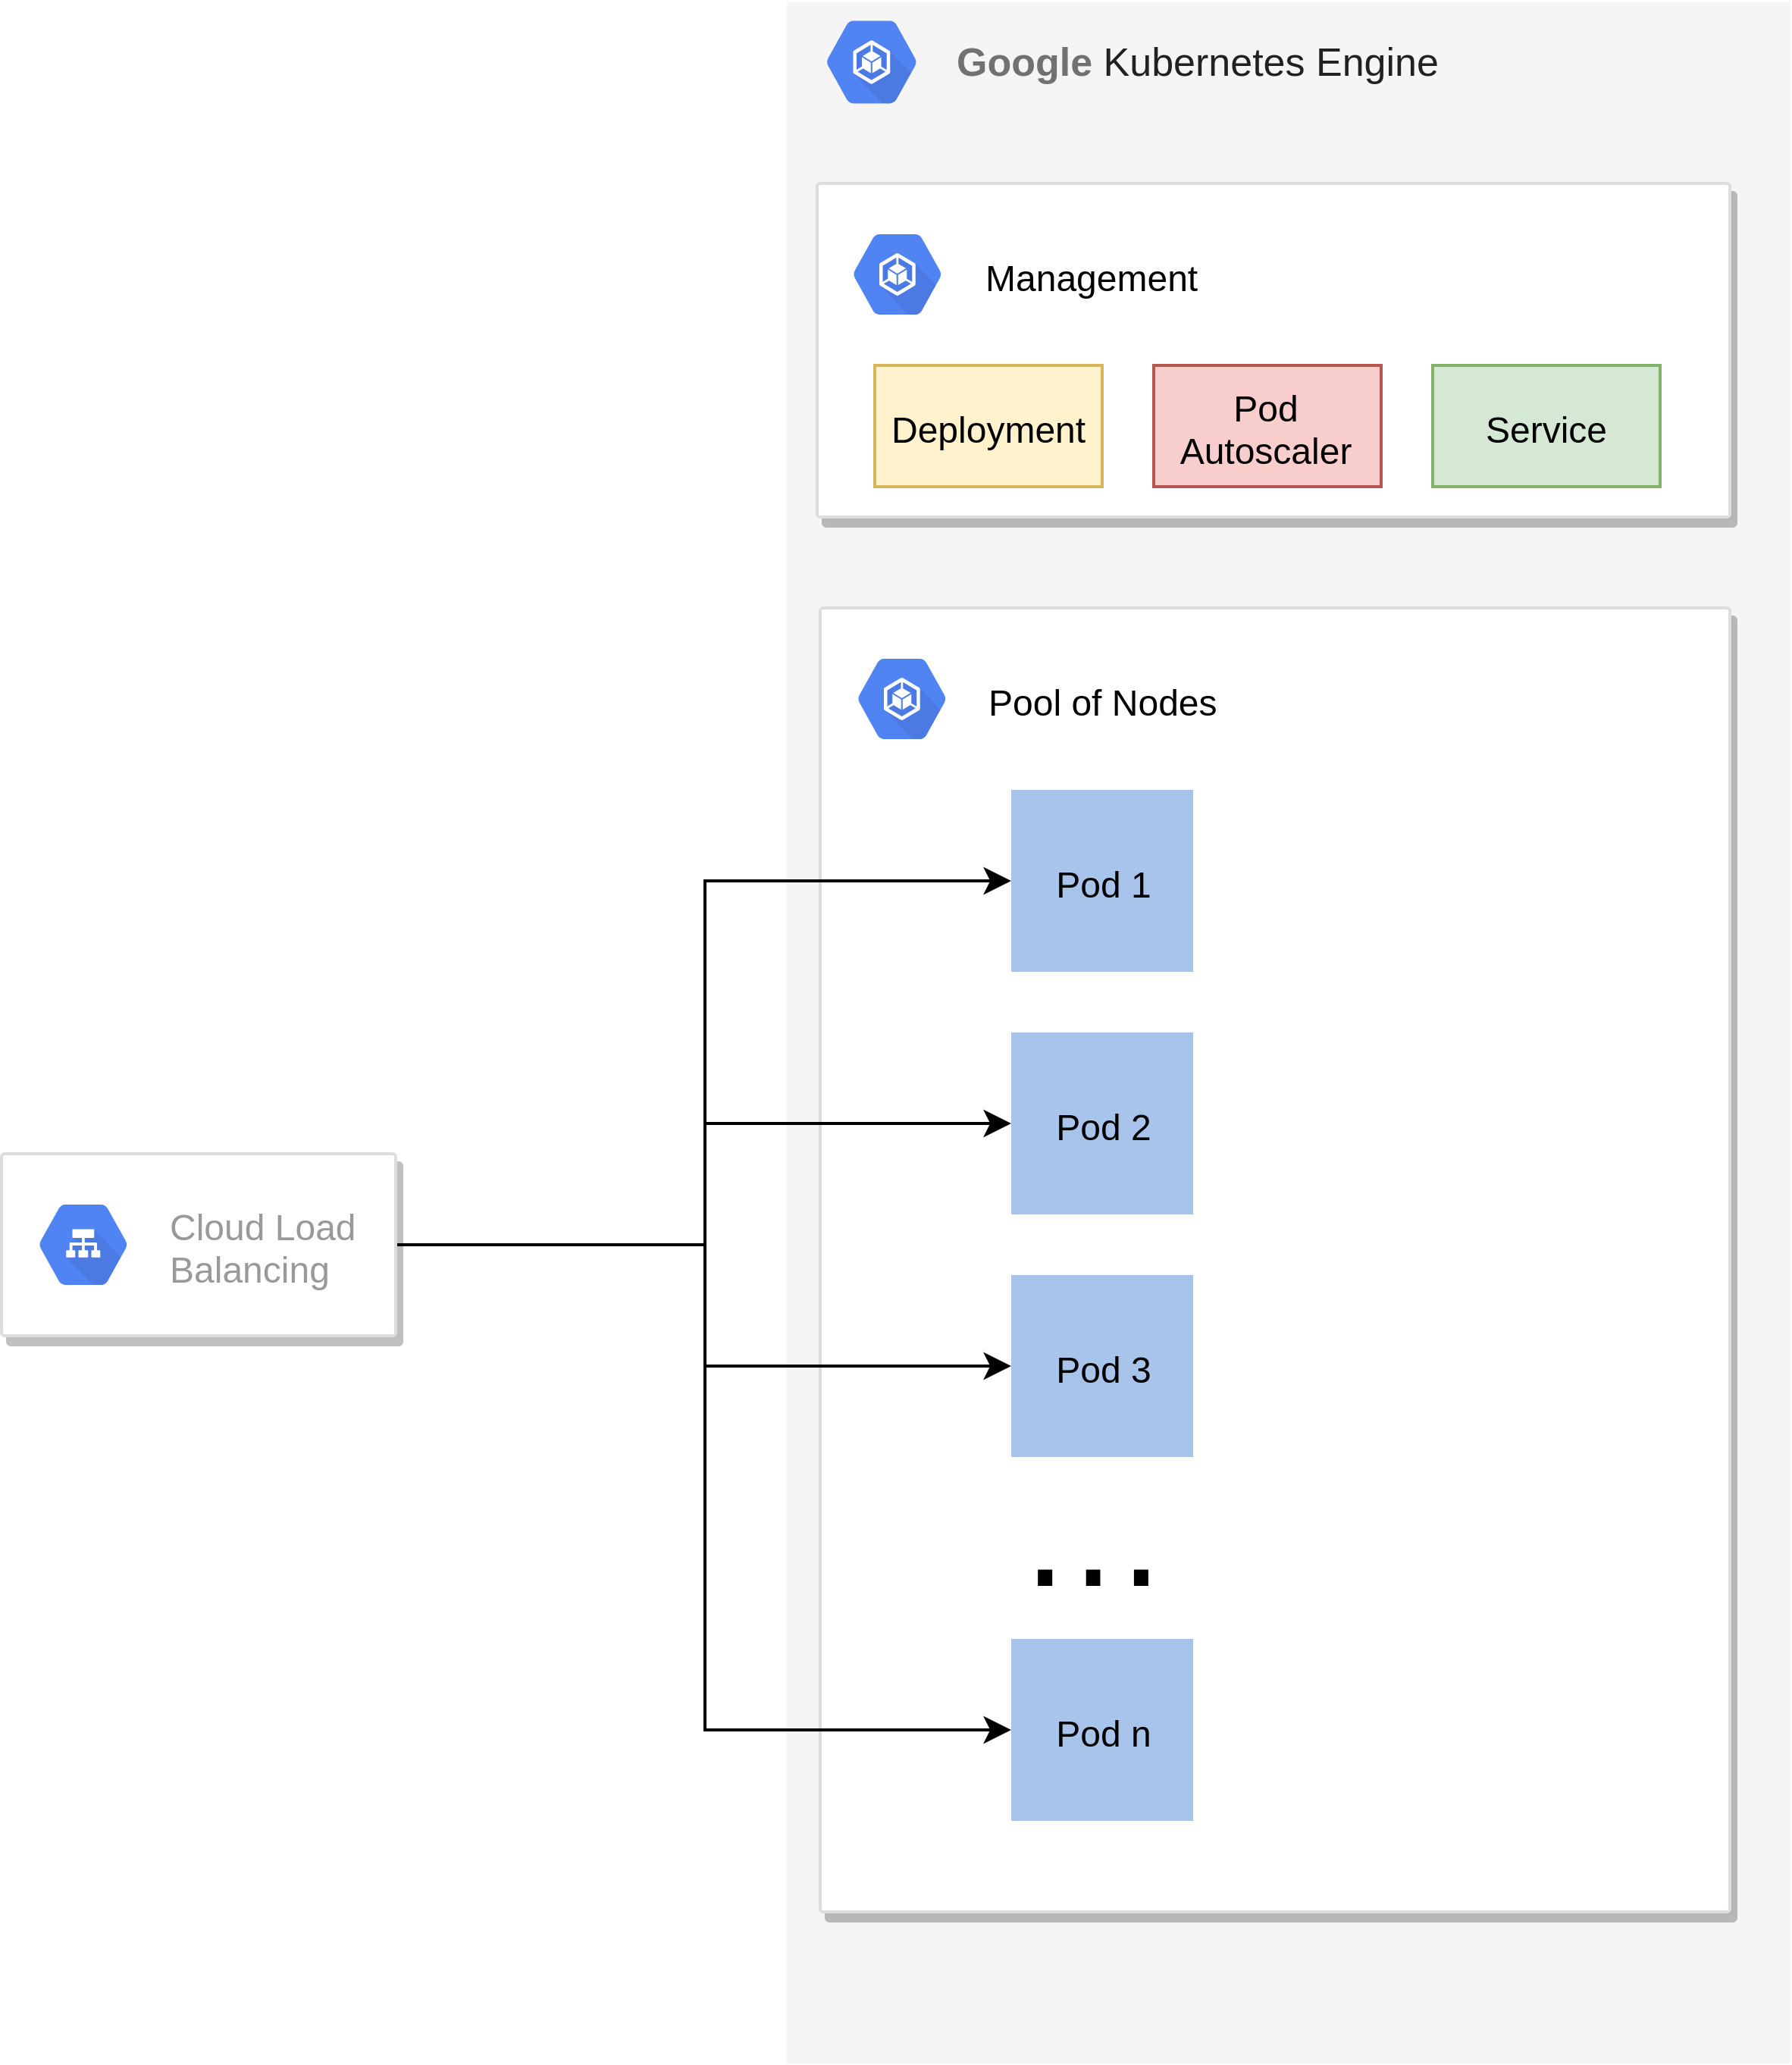 Google Kubernetes Engine
Management
Deployment
Pod
Autoscaler
Service
Pool of Nodes
Pod 1
Pod 2
Cloud Load
Balancing
Pod 3
...
Pod n